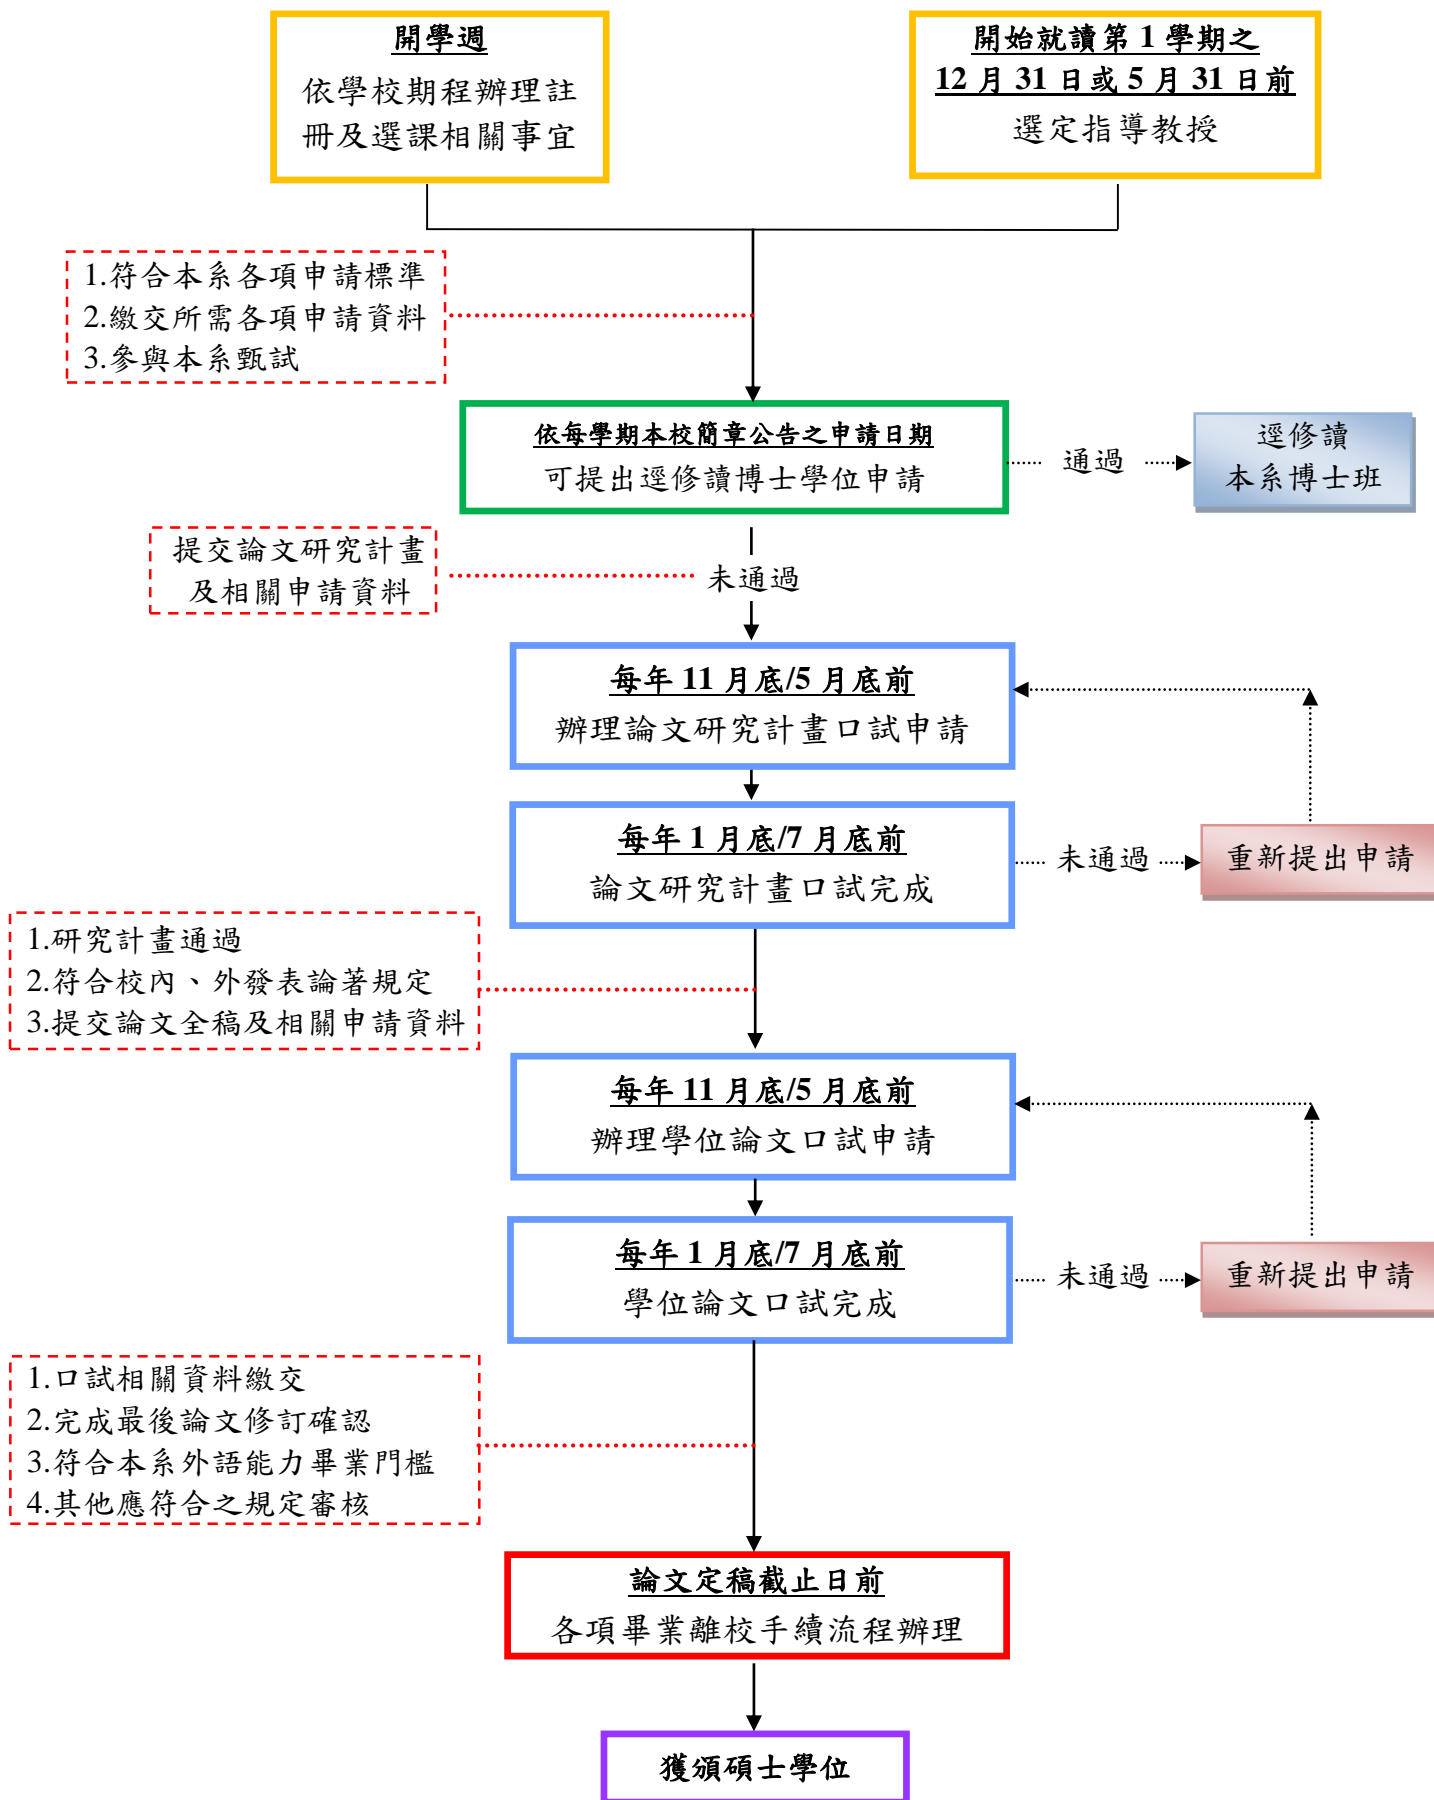 開學週
依學校期程辦理註
冊及選課相關事宜
開始就讀第 1 學期之
12 月 31 日或 5 月 31 日前
選定指導教授
1.符合本系各項申請標準
2.繳交所需各項申請資料
3.參與本系甄試
依每學期本校簡章公告之申請日期
可提出逕修讀博士學位申請
通過
逕修讀
本系博士班
提交論文研究計畫
及相關申請資料
未通過
每年 11 月底/5 月底前
辦理論文研究計畫口試申請
每年 1 月底/7 月底前
論文研究計畫口試完成
未通過
重新提出申請
1.研究計畫通過
2.符合校內、外發表論著規定
3.提交論文全稿及相關申請資料
每年 11 月底/5 月底前
辦理學位論文口試申請
每年 1 月底/7 月底前
學位論文口試完成
未通過
重新提出申請
1.口試相關資料繳交
2.完成最後論文修訂確認
3.符合本系外語能力畢業門檻
4.其他應符合之規定審核
論文定稿截止日前
各項畢業離校手續流程辦理
獲頒碩士學位